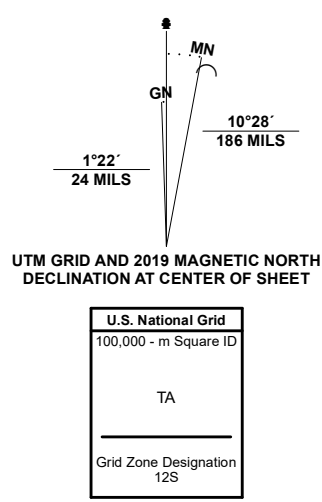 MN
GN
10°28´
186 MILS
1°22´
24 MILS
UTM GRID AND 2019 MAGNETIC NORTH
DECLINATION AT CENTER OF SHEET
U.S. National Grid
100,000 - m Square ID
TA
Grid Zone Designation
12S